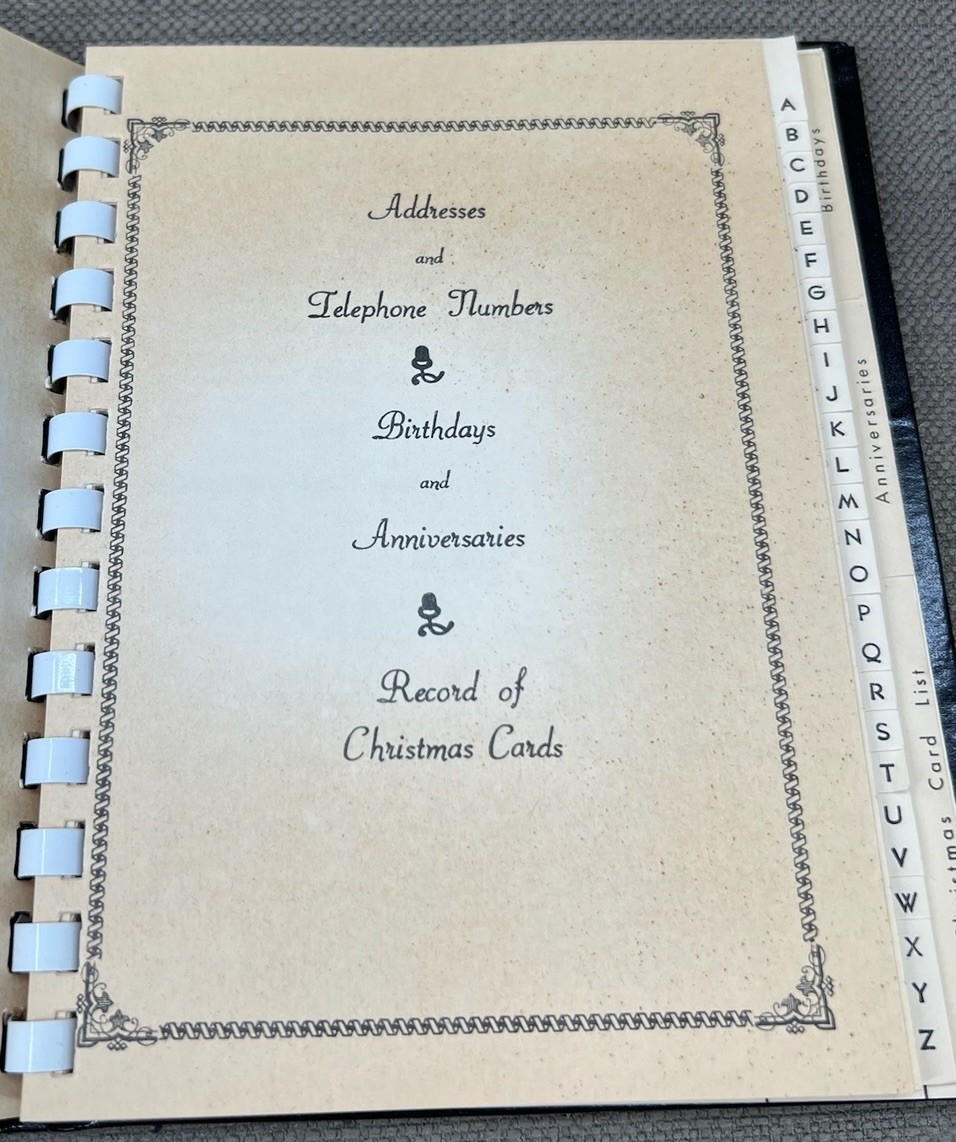 Addresses
and
Telephone Numbers
Birthdays
and
Anniversaries
Record of
Christmas Cards
A
B
C
D
E
F
G
H
I
J
K
L
M
N
O
P
Q
R
S
T
U
V
W
X
Y
Z
Birthdays
Anniversaries
Card List